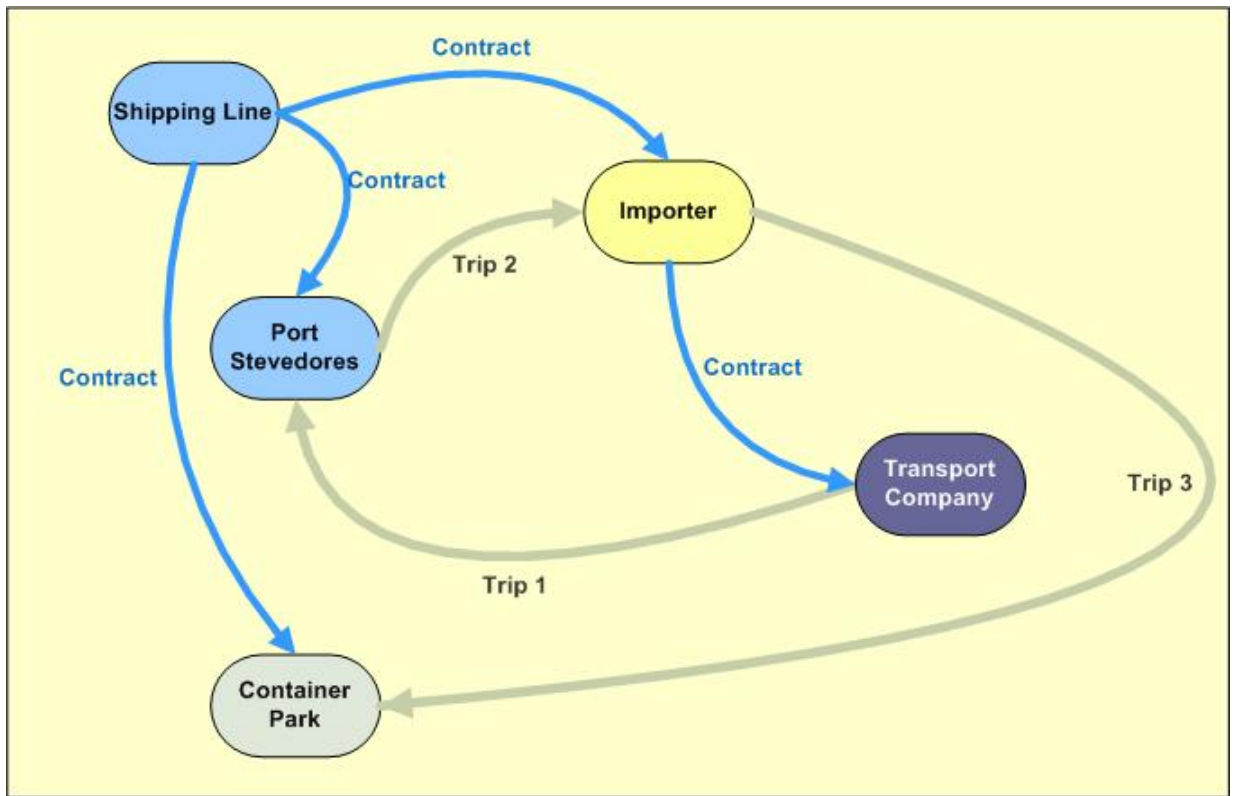 Contract
Shipping Line
Contract
Importer
Trip 2
Port
Stevedores
Contract
Contract
Transport
Company
Trip 3
Trip 1
Container
Park